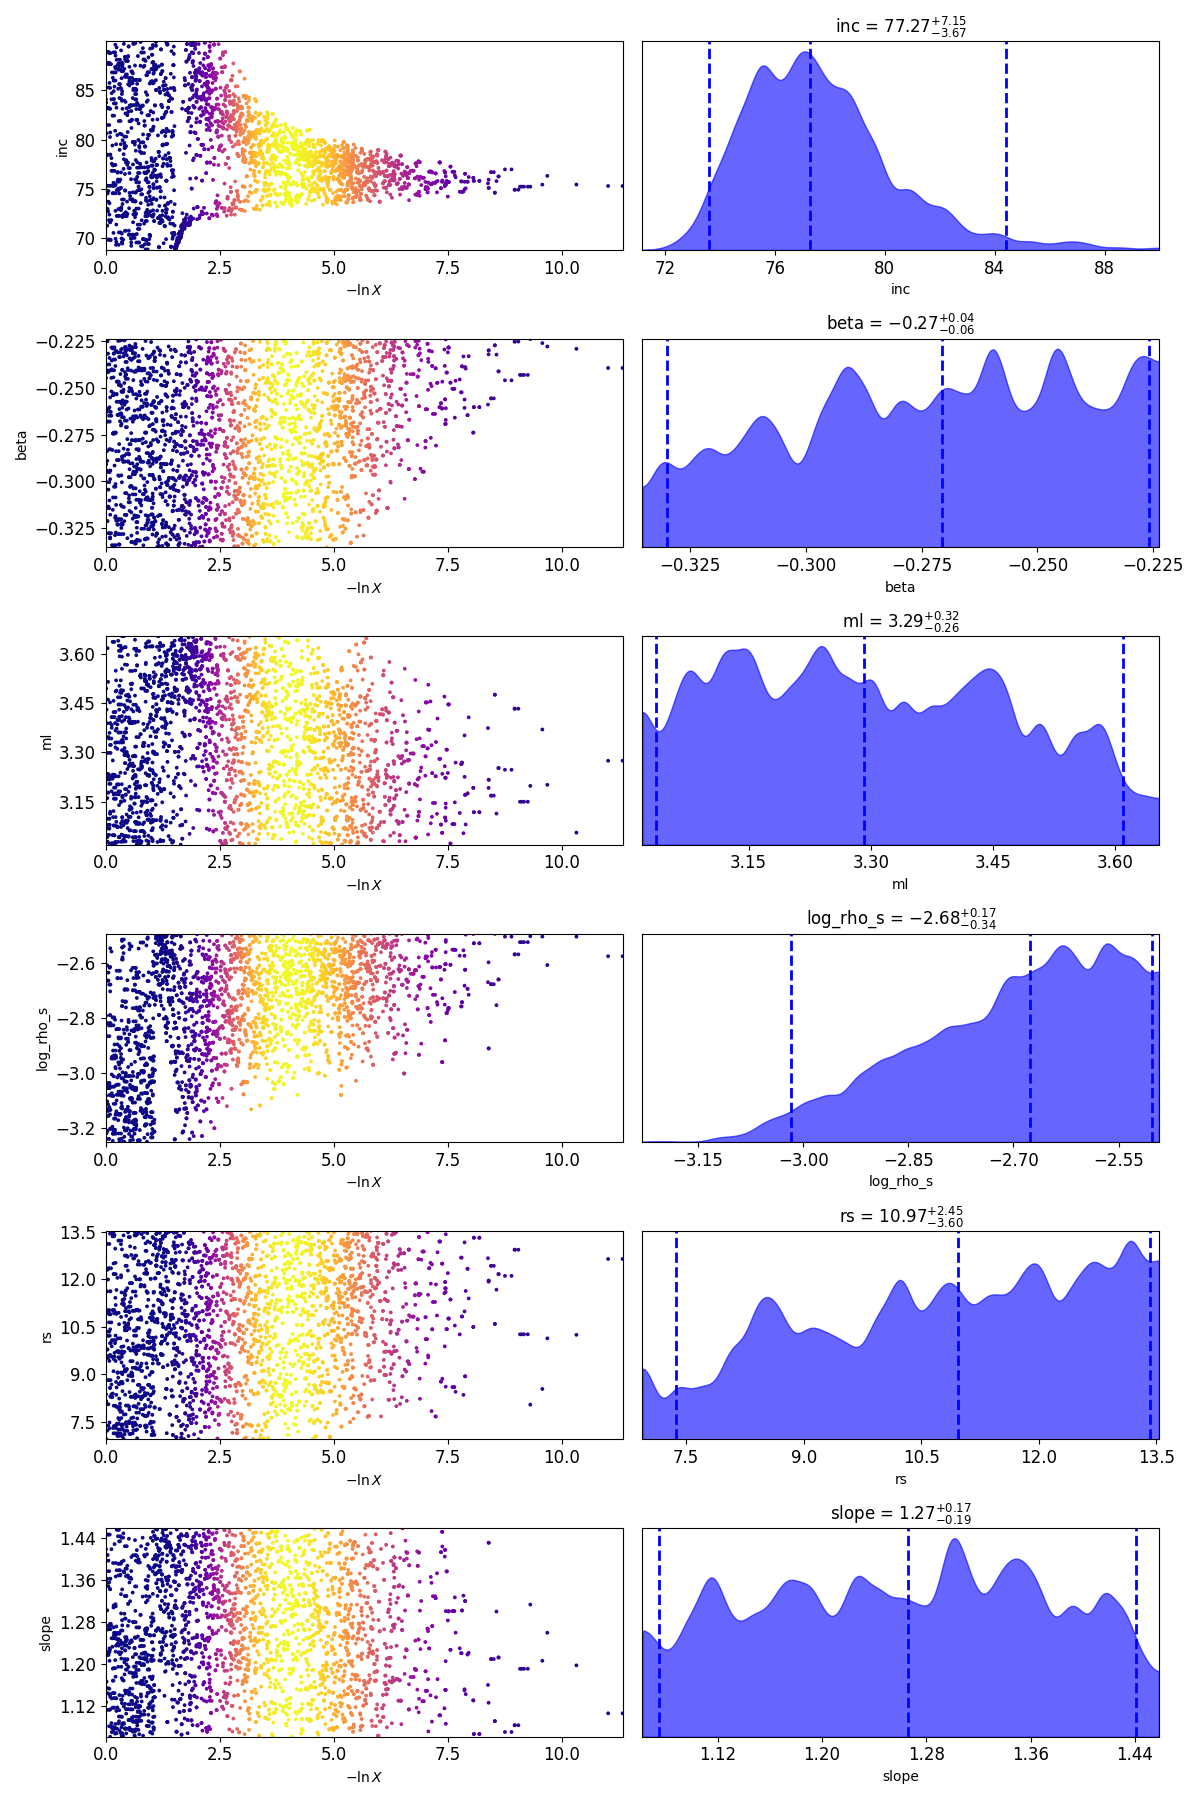 inc = 77.27+7.15−3.67
85
80
75
70
inc
0.0 2.5 5.0 7.5 10.0
−ln X
72 76 80 84 88
inc
beta = −0.27+0.04−0.06
−0.225
−0.250
−0.275
−0.300
−0.325
beta
0.0 2.5 5.0 7.5 10.0
−ln X
−0.325 −0.300 −0.275 −0.250 −0.225
beta
ml = 3.29+0.32−0.26
3.60
3.45
3.30
3.15
ml
0.0 2.5 5.0 7.5 10.0
−ln X
3.15 3.30 3.45 3.60
ml
log_rho_s = −2.68+0.17−0.34
−2.6
−2.8
−3.0
−3.2
log_rho_s
0.0 2.5 5.0 7.5 10.0
−ln X
−3.15 −3.00 −2.85 −2.70 −2.55
log_rho_s
rs = 10.97+2.45−3.60
13.5
12.0
10.5
9.0
7.5
rs
0.0 2.5 5.0 7.5 10.0
−ln X
7.5 9.0 10.5 12.0 13.5
rs
slope = 1.27+0.17−0.19
1.44
1.36
1.28
1.20
1.12
slope
0.0 2.5 5.0 7.5 10.0
−ln X
1.12 1.20 1.28 1.36 1.44
slope